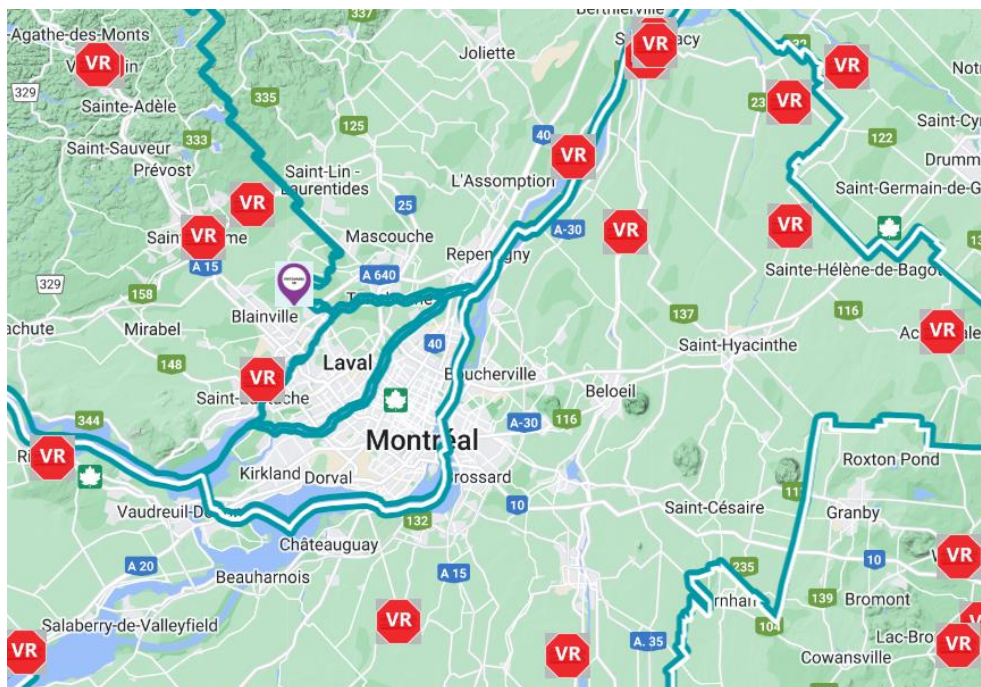 Berthierville
-Agathe-des-Monts
Joliette
VR
VR
VR
329
335
Sainte-Adèle
VR
125
Saint-Cy
333
122
Saint-Sauveur
40
VR
Prévost
Saint-Lin -
Laurentides
L'Assomption
Drumm
VR
25
Saint-Germain-de-G
VR
VR
VR
Mascouche
A-30
A 15
Repentigny
A 640
Sainte-Hélène-de-Bagot
329
158
Blainville
116
137
Mirabel
VR
40
Saint-Hyacinthe
148
Laval
Boucherville
VR
Beloeil
344
A-30
116
Montréal
VR
Roxton Pond
Kirkland
Dorval
Brossard
10
Saint-Césaire
132
Granby
Châteauguay
A 20
A 15
235
10
VR
Beauharnois
139
Bromont
Salaberry-de-Valleyfield
VR
104
A. 35
Lac-Bro
VR
VR
VR
Cowansville